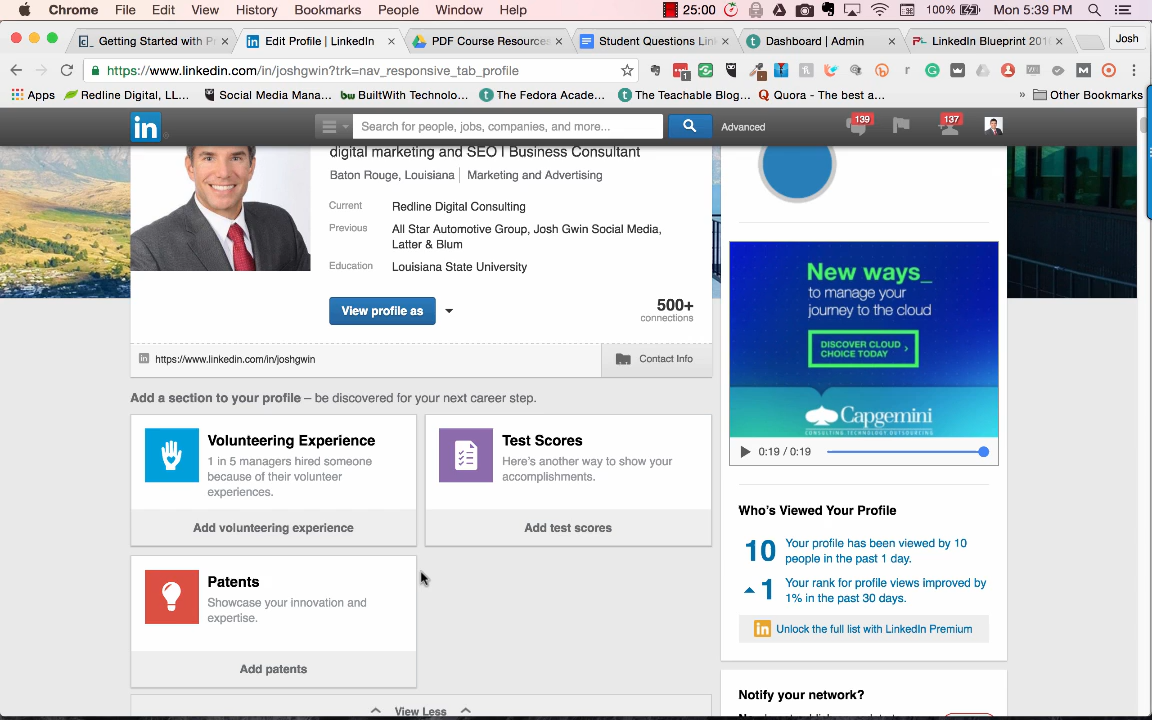 Chrome File Edit View History Bookmarks People Window Help
25:00 100% Mon 5:39 PM
Getting Started with P
Edit Profile | LinkedIn
PDF Course Resources
Student Questions Lin
Dashboard | Admin
LinkedIn Blueprint 201
Josh
https://www.linkedin.com/in/joshgwin?trk=nav_responsive_tab_profile
Apps
Redline Digital, LL...
Social Media Mana...
BuiltWith Technolo...
The Fedora Acade...
The Teachable Blog...
Quora - The best a...
» Other Bookmarks
in
Search for people, jobs, companies, and more...
Advanced
139
137
digital marketing and SEO | Business Consultant
Baton Rouge, Louisiana | Marketing and Advertising
Current Redline Digital Consulting
Previous All Star Automotive Group, Josh Gwin Social Media,
Latter & Blum
Education Louisiana State University
View profile as
500+
connections
https://www.linkedin.com/in/joshgwin
Contact Info
Add a section to your profile – be discovered for your next career step.
Volunteering Experience
1 in 5 managers hired someone
because of their volunteer
experiences.
Add volunteering experience
Test Scores
Here's another way to show your
accomplishments.
Add test scores
Patents
Showcase your innovation and
expertise.
Add patents
View Less
New ways_
to manage your
journey to the cloud
DISCOVER CLOUD
CHOICE TODAY
Capgemini
CONSULTING.TECHNOLOGY.OUTSOURCING
0:19 / 0:19
Who's Viewed Your Profile
10 Your profile has been viewed by 10
people in the past 1 day.
1 Your rank for profile views improved by
1% in the past 30 days.
Unlock the full list with LinkedIn Premium
Notify your network?